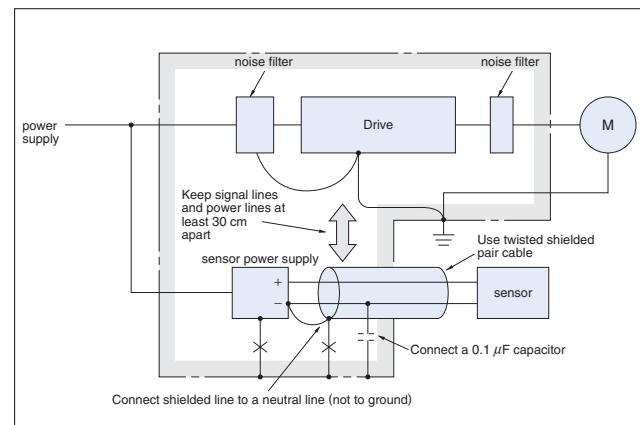 noise filter
noise filter
power
supply
Drive
M
Keep signal lines
and power lines at
least 30 cm
apart
Use twisted shielded
pair cable
sensor power supply
+
−
sensor
Connect a 0.1 μF capacitor
Connect shielded line to a neutral line (not to ground)